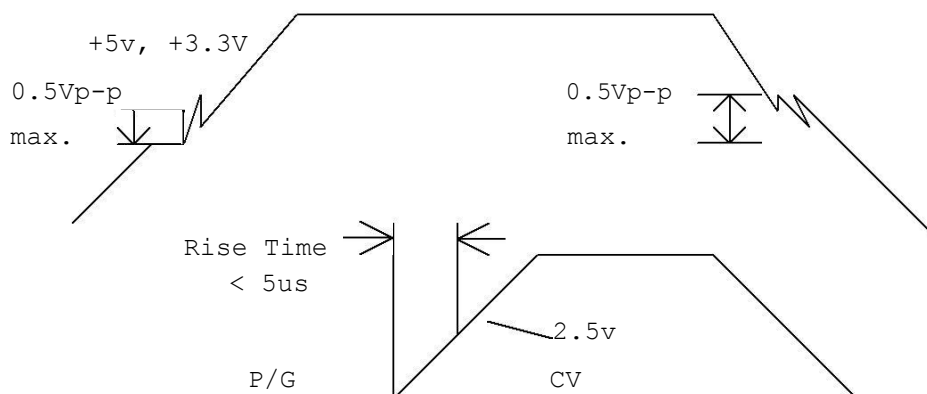 +5v, +3.3V
0.5Vp-p
max.
0.5Vp-p
max.
Rise Time
< 5us
2.5v
P/G
CV